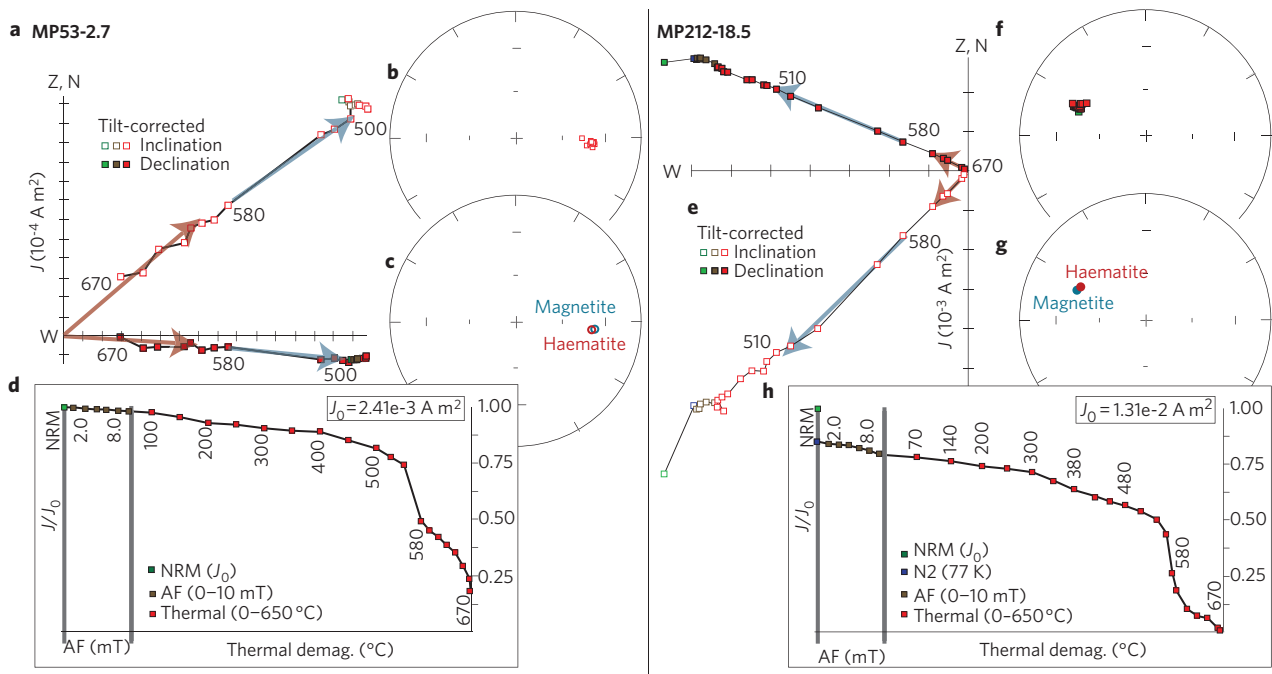 a MP53-2.7
Z, N
Tilt-corrected
Inclination
Declination
500
580
670
J (10⁻⁴ A m²)
W
670
580
500
b
c
Magnetite
Haematite
d
J₀ = 2.41e-3 A m²
NRM
2.0
8.0
100
200
300
400
500
580
670
1.00
0.75
0.50
0.25
J/J₀
NRM (J₀)
AF (0–10 mT)
Thermal (0–650 °C)
AF (mT)
Thermal demag. (°C)
MP212-18.5
Z, N
510
580
670
W
e
Tilt-corrected
Inclination
Declination
580
510
J (10⁻³ A m²)
f
g
Haematite
Magnetite
h
J₀ = 1.31e-2 A m²
NRM
2.0
8.0
70
140
200
300
380
480
580
670
1.00
0.75
0.50
0.25
J/J₀
NRM (J₀)
N2 (77 K)
AF (0–10 mT)
Thermal (0–650 °C)
AF (mT)
Thermal demag. (°C)